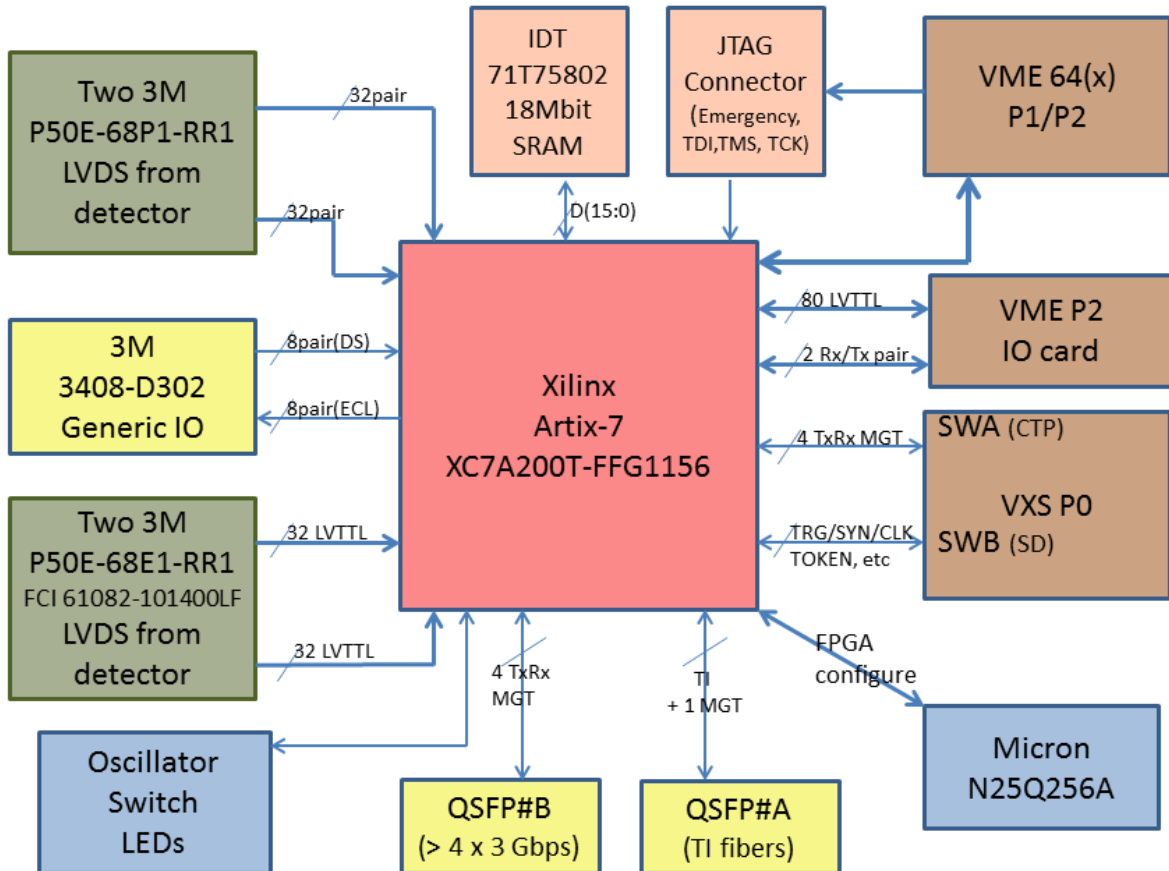 Two 3M
P50E-68P1-RR1
LVDS from
detector
32pair
32pair
IDT
71T75802
18Mbit
SRAM
D(15:0)
JTAG
Connector
(Emergency,
TDI,TMS, TCK)
VME 64(x)
P1/P2
3M
3408-D302
Generic IO
8pair(DS)
8pair(ECL)
Xilinx
Artix-7
XC7A200T-FFG1156
80 LVTTL
2 Rx/Tx pair
VME P2
IO card
4 TxRx MGT
TRG/SYN/CLK
TOKEN, etc
SWA (CTP)
VXS P0
SWB (SD)
Two 3M
P50E-68E1-RR1
FCI 61082-101400LF
LVDS from
detector
32 LVTTL
32 LVTTL
4 TxRx
MGT
TI
+ 1 MGT
FPGA
configure
Oscillator
Switch
LEDs
QSFP#B
(> 4 x 3 Gbps)
QSFP#A
(TI fibers)
Micron
N25Q256A